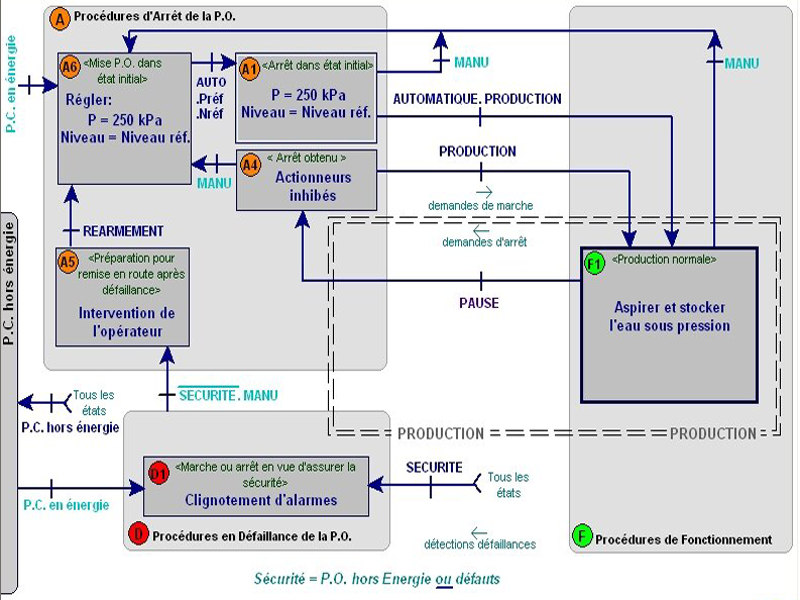 A Procédures d'Arrêt de la P.O.
P.C. en énergie
A6 <Mise P.O. dans
état initial>
Régler:
P = 250 kPa
Niveau = Niveau réf.
AUTO
.Préf
.Nréf
A1 <Arrêt dans état initial>
P = 250 kPa
Niveau = Niveau réf.
MANU
MANU
AUTOMATIQUE. PRODUCTION
A4 < Arrêt obtenu >
Actionneurs
inhibés
MANU
PRODUCTION
demandes de marche
demandes d'arrêt
REARMEMENT
P.C. hors énergie
A5 <Préparation pour
remise en route après
défaillance>
Intervention de
l'opérateur
F1 <Production normale>
Aspirer et stocker
l'eau sous pression
PAUSE
SECURITE. MANU
Tous les
états
P.C. hors énergie
PRODUCTION
PRODUCTION
D1 <Marche ou arrêt en vue d'assurer la
sécurité>
Clignotement d'alarmes
SECURITE
Tous les
états
P.C. en énergie
D Procédures en Défaillance de la P.O.
détections défaillances
F Procédures de Fonctionnement
Sécurité = P.O. hors Energie ou défauts